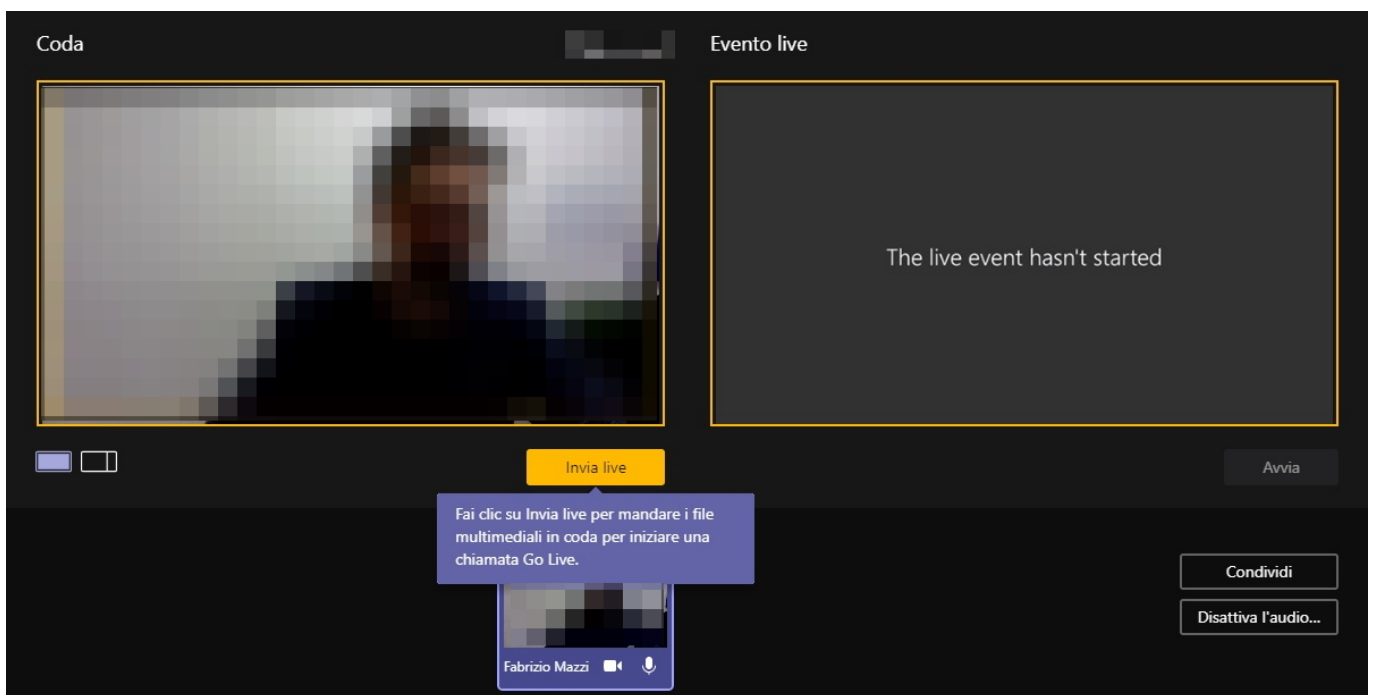 Coda
Evento live
The live event hasn't started
Invia live
Avvia
Fai clic su Invia live per mandare i file
multimediali in coda per iniziare una
chiamata Go Live.
Condividi
Disattiva l'audio...
Fabrizio Mazzi